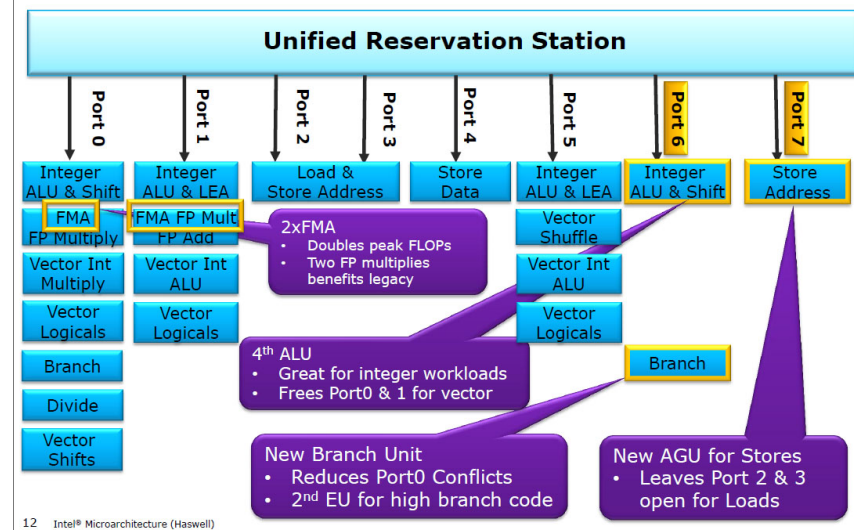 Unified Reservation Station
Port 0
Port 1
Port 2
Port 3
Port 4
Port 5
Port 6
Port 7
Integer
ALU & Shift
Integer
ALU & LEA
Load &
Store Address
Store
Data
Integer
ALU & LEA
Integer
ALU & Shift
Store
Address
FMA
FP Multiply
FMA FP Mult
FP Add
2xFMA
• Doubles peak FLOPs
• Two FP multiplies
benefits legacy
Vector
Shuffle
Vector Int
Multiply
Vector Int
ALU
Vector Int
ALU
Vector
Logicals
Vector
Logicals
Vector
Logicals
4th ALU
• Great for integer workloads
• Frees Port0 & 1 for vector
Branch
Branch
Divide
Vector
Shifts
New Branch Unit
• Reduces Port0 Conflicts
• 2nd EU for high branch code
New AGU for Stores
• Leaves Port 2 & 3
open for Loads
12 Intel® Microarchitecture (Haswell)